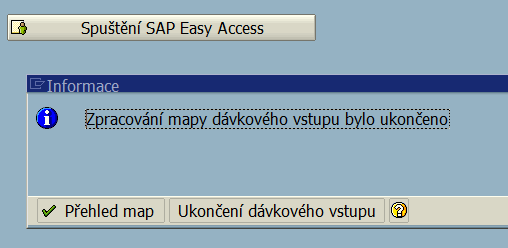 Spuštění SAP Easy Access
Informace
Zpracování mapy dávkového vstupu bylo ukončeno
Přehled map
Ukončení dávkového vstupu